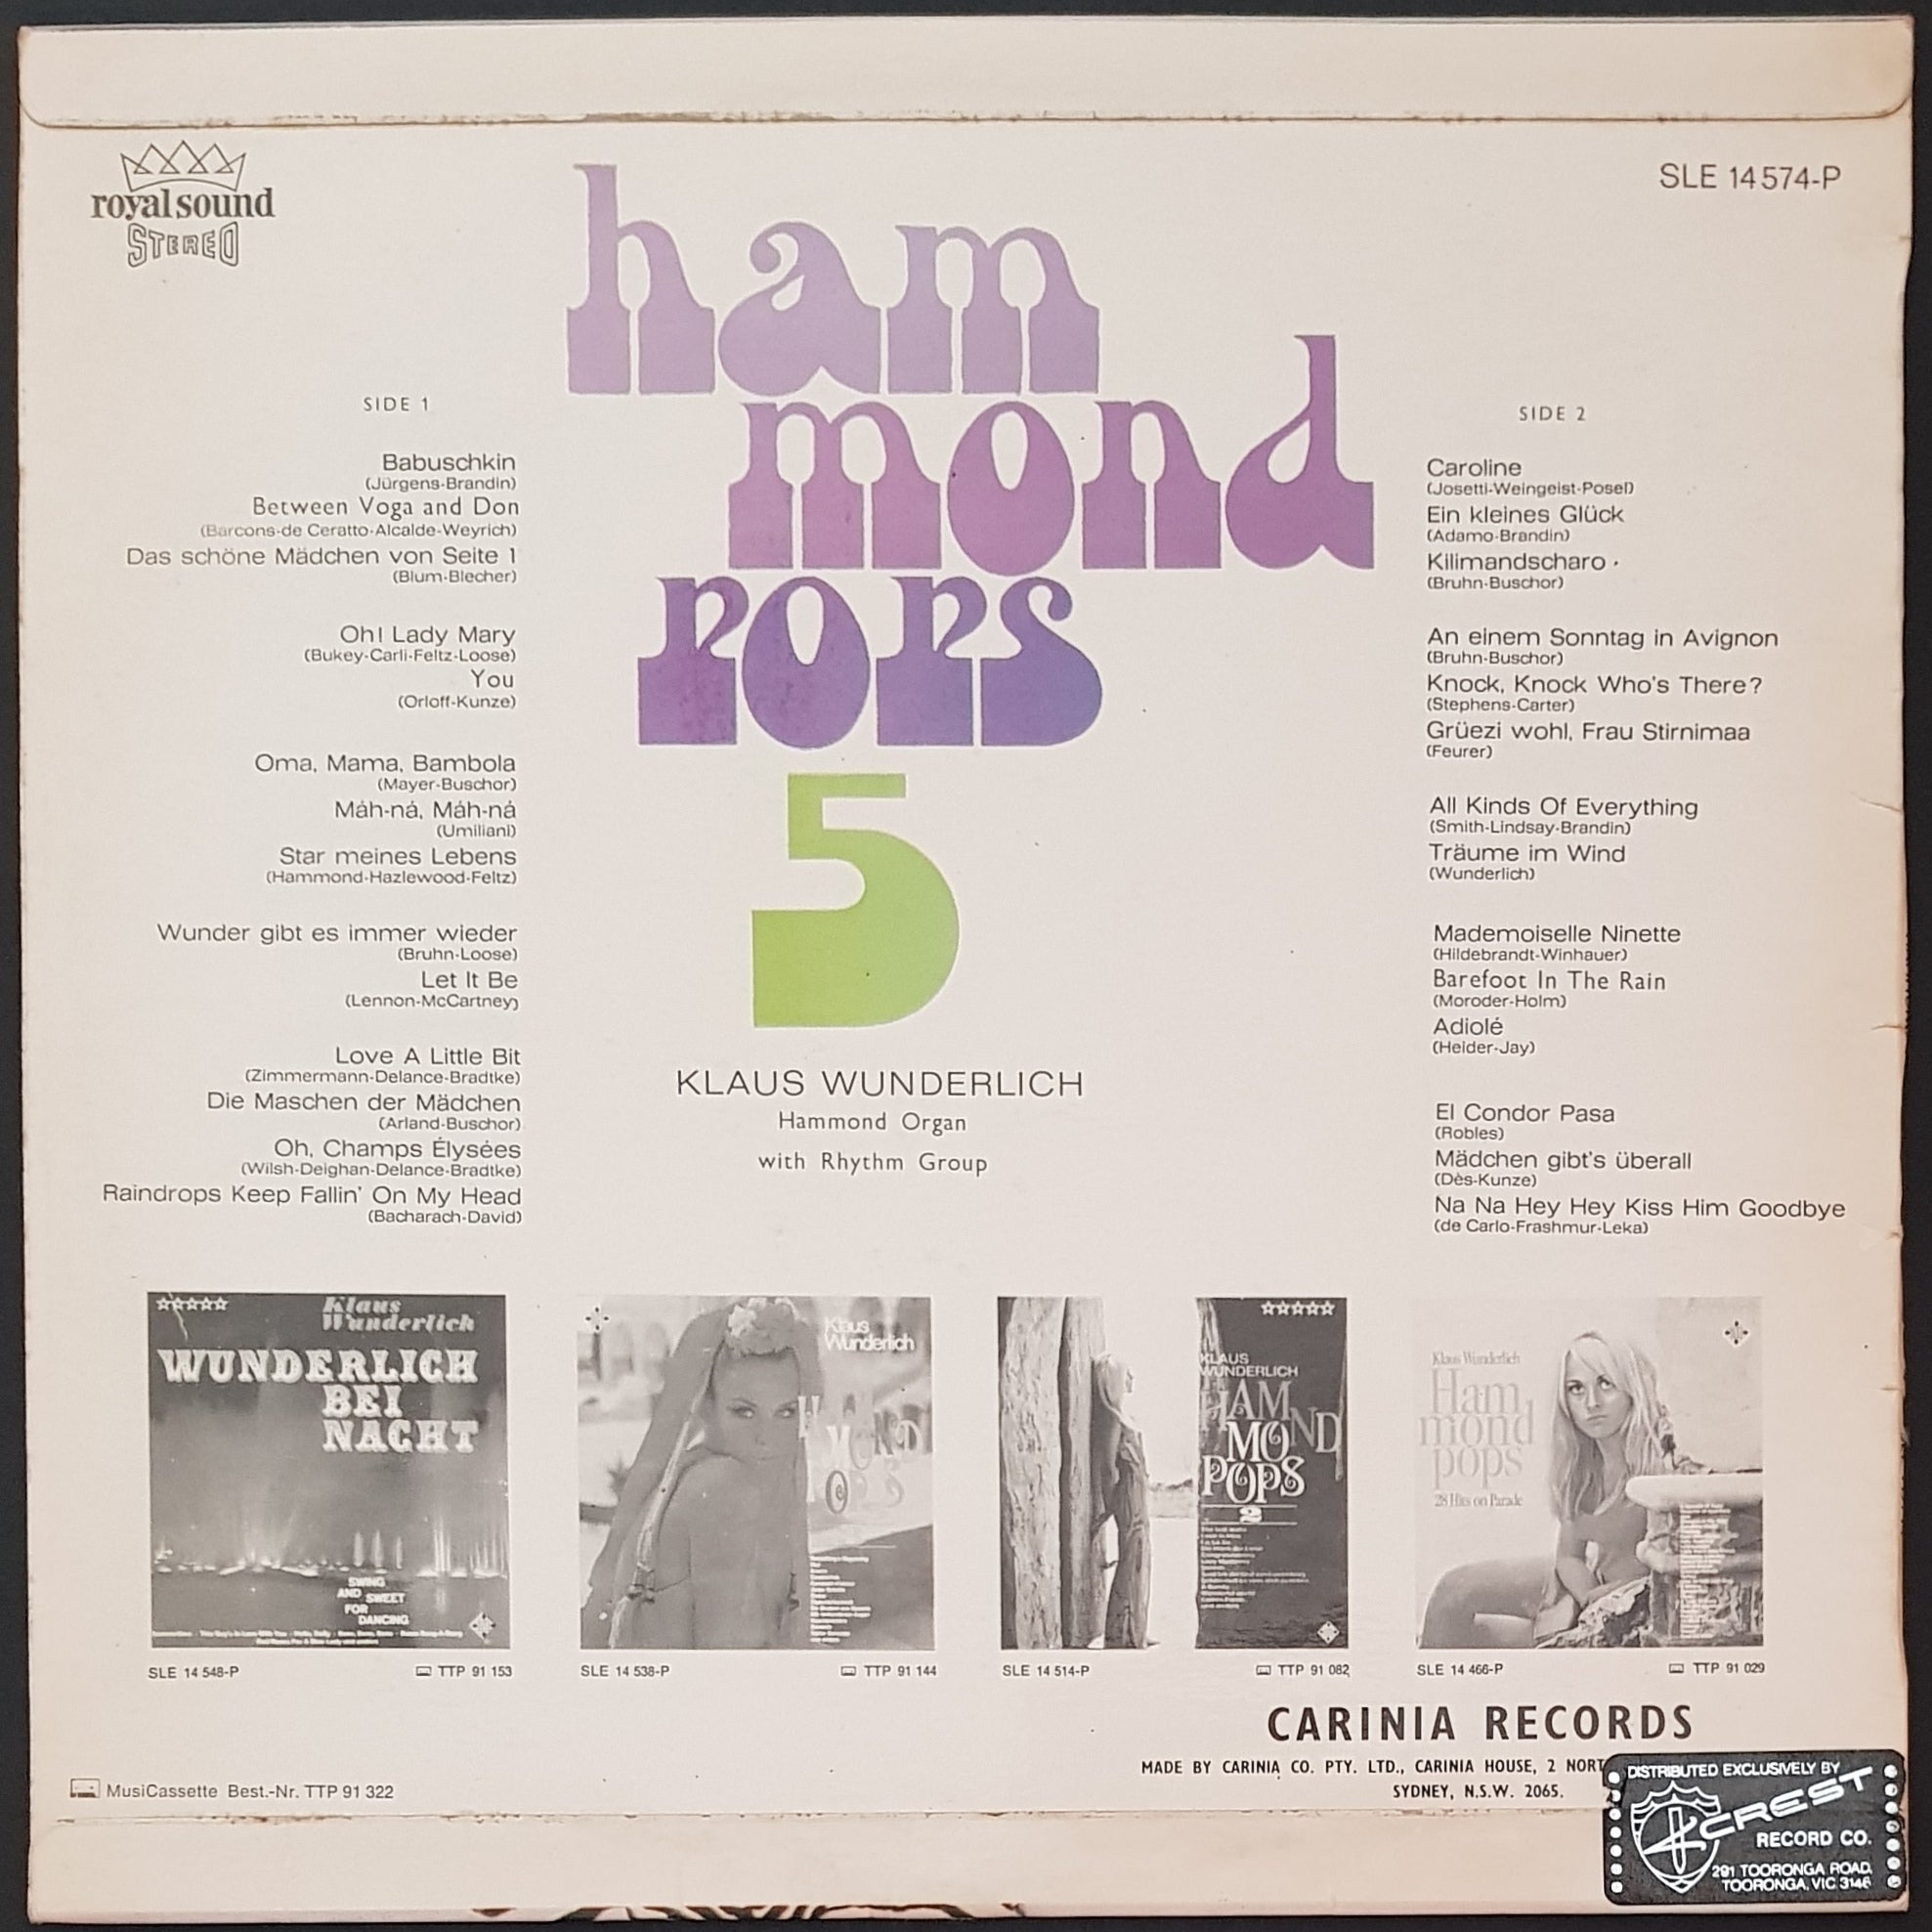 royal sound
STEREO
SLE 14574-P
ham
mond
pops
5
KLAUS WUNDERLICH
Hammond Organ
with Rhythm Group
SIDE 1
Babuschkin
(Jürgens-Brandin)
Between Voga and Don
(Barcons-de Ceratto-Alcalde-Weyrich)
Das schöne Mädchen von Seite 1
(Blum-Blecher)
Oh! Lady Mary
(Bukey-Carli-Feltz-Loose)
You
(Orloff-Kunze)
Oma, Mama, Bambola
(Mayer-Buschor)
Máh-ná, Máh-ná
(Umiliani)
Star meines Lebens
(Hammond-Hazlewood-Feltz)
Wunder gibt es immer wieder
(Bruhn-Loose)
Let It Be
(Lennon-McCartney)
Love A Little Bit
(Zimmermann-Delance-Bradtke)
Die Maschen der Mädchen
(Arland-Buschor)
Oh, Champs Élysées
(Wilsh-Deighan-Delance-Bradtke)
Raindrops Keep Fallin' On My Head
(Bacharach-David)
SIDE 2
Caroline
(Josetti-Weingeist-Posel)
Ein kleines Glück
(Adamo-Brandin)
Kilimandscharo
(Bruhn-Buschor)
An einem Sonntag in Avignon
(Bruhn-Buschor)
Knock, Knock Who's There?
(Stephens-Carter)
Grüezi wohl, Frau Stirnimaa
(Feurer)
All Kinds Of Everything
(Smith-Lindsay-Brandin)
Träume im Wind
(Wunderlich)
Mademoiselle Ninette
(Hildebrandt-Winhauer)
Barefoot In The Rain
(Moroder-Holm)
Adiolé
(Heider-Jay)
El Condor Pasa
(Robles)
Mädchen gibt's überall
(Dès-Kunze)
Na Na Hey Hey Kiss Him Goodbye
(de Carlo-Frashmur-Leka)
Klaus
Wunderlich
WUNDERLICH
BEI
NACHT
SWING
AND SWEET
FOR
DANCING
SLE 14 548-P
TTP 91 153
Klaus
Wunderlich
SLE 14 538-P
TTP 91 144
KLAUS
WUNDERLICH
HAM
MOND
POPS
2
SLE 14 514-P
TTP 91 082
Klaus Wunderlich
Ham
mond
pops
28 Hits on Parade
SLE 14 466-P
TTP 91 029
CARINIA RECORDS
MADE BY CARINIA CO. PTY. LTD., CARINIA HOUSE, 2 NORT
SYDNEY, N.S.W. 2065.
MusiCassette Best.-Nr. TTP 91 322
DISTRIBUTED EXCLUSIVELY BY
CREST
RECORD CO.
291 TOORONGA ROAD,
TOORONGA, VIC 3146